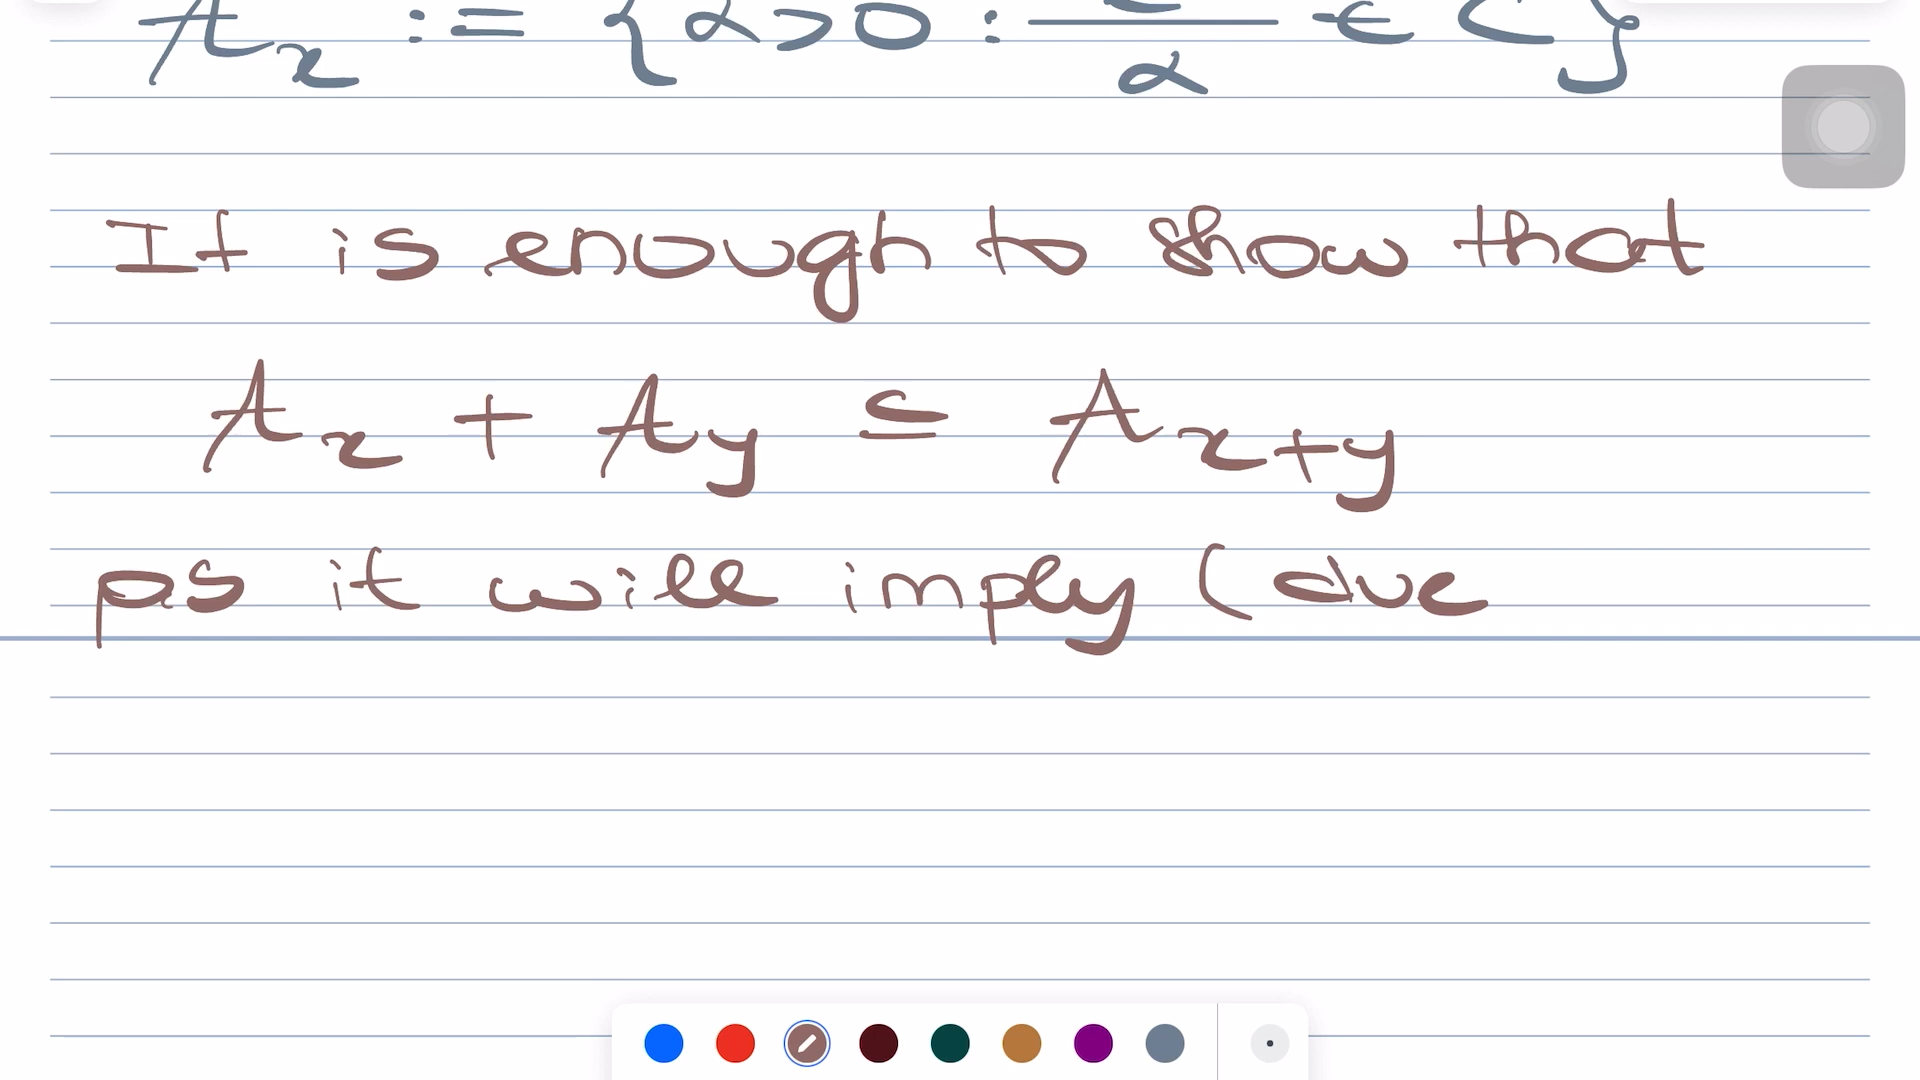 A_x := {α>0 : x/α ∈ C}
It is enough to show that
A_x + A_y ⊆ A_{x+y}
as it will imply (due